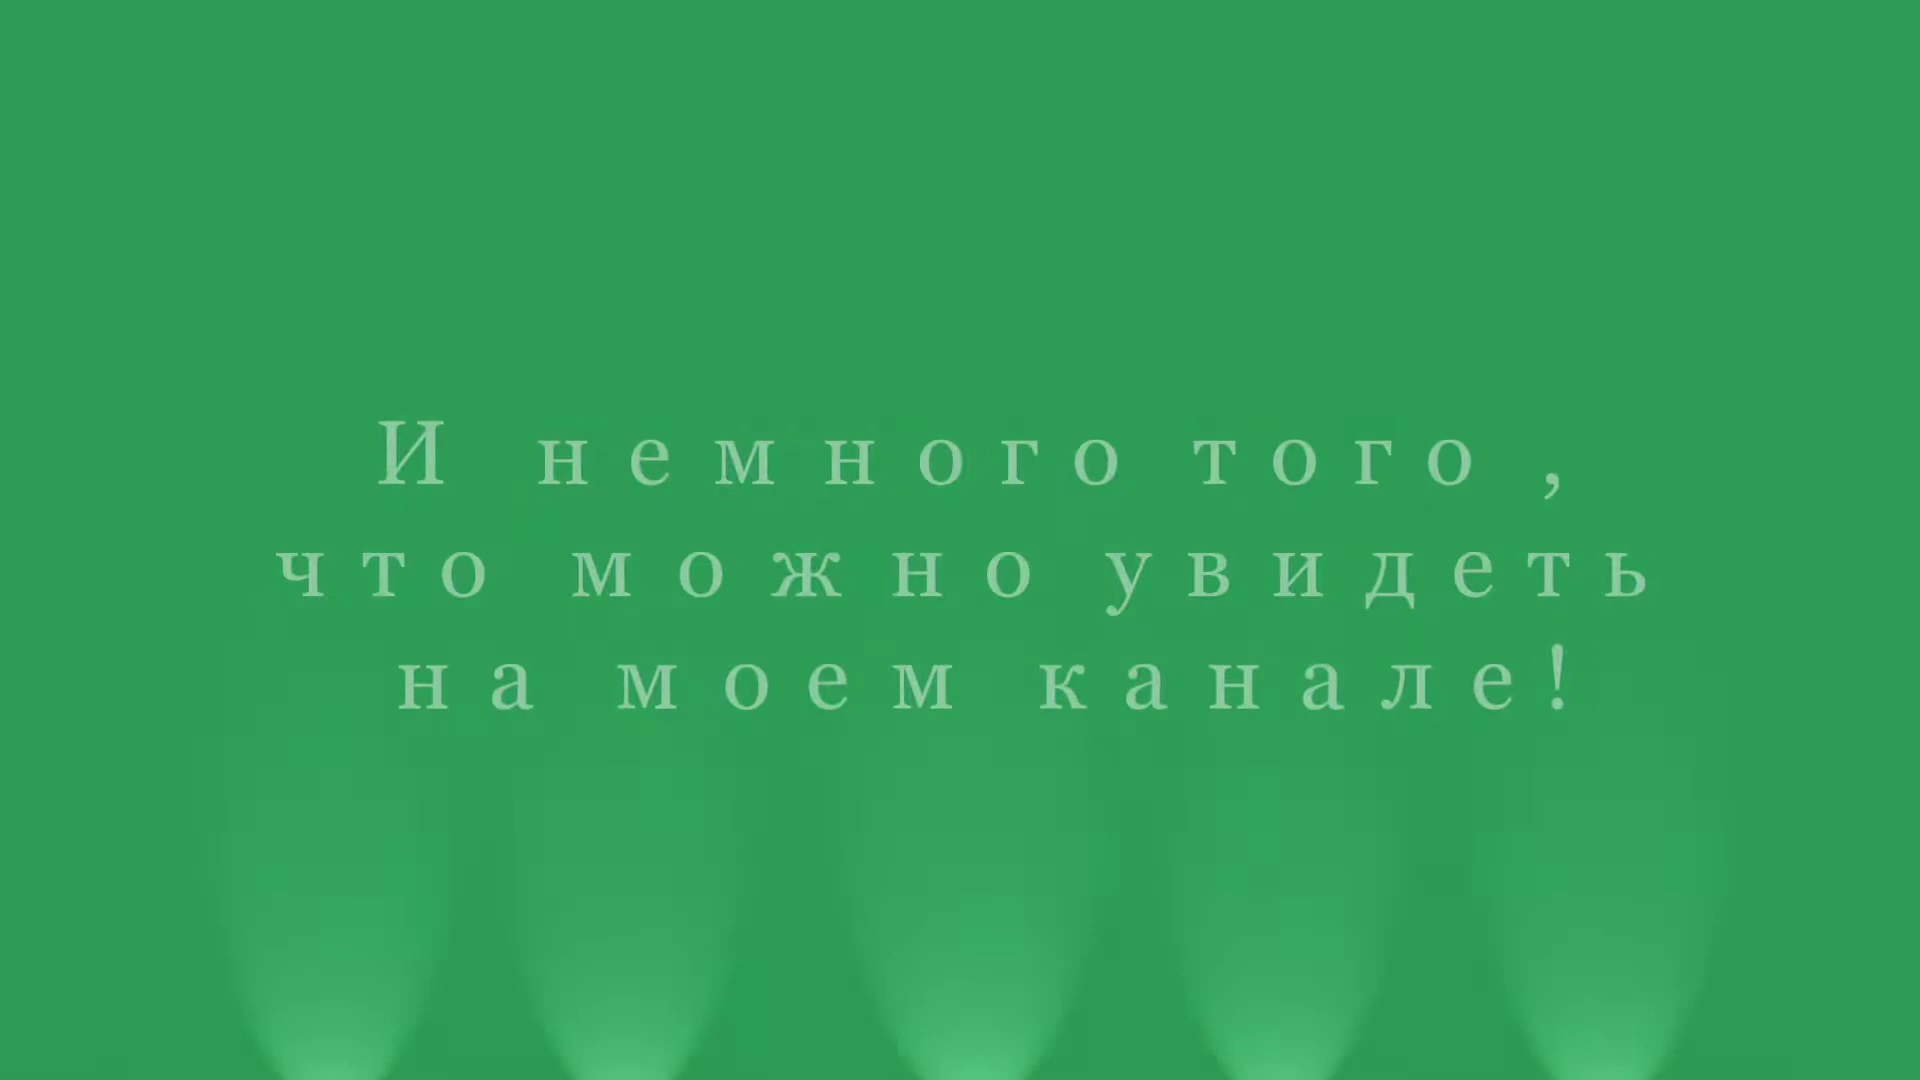 И немного того ,
что можно увидеть
на моем канале!